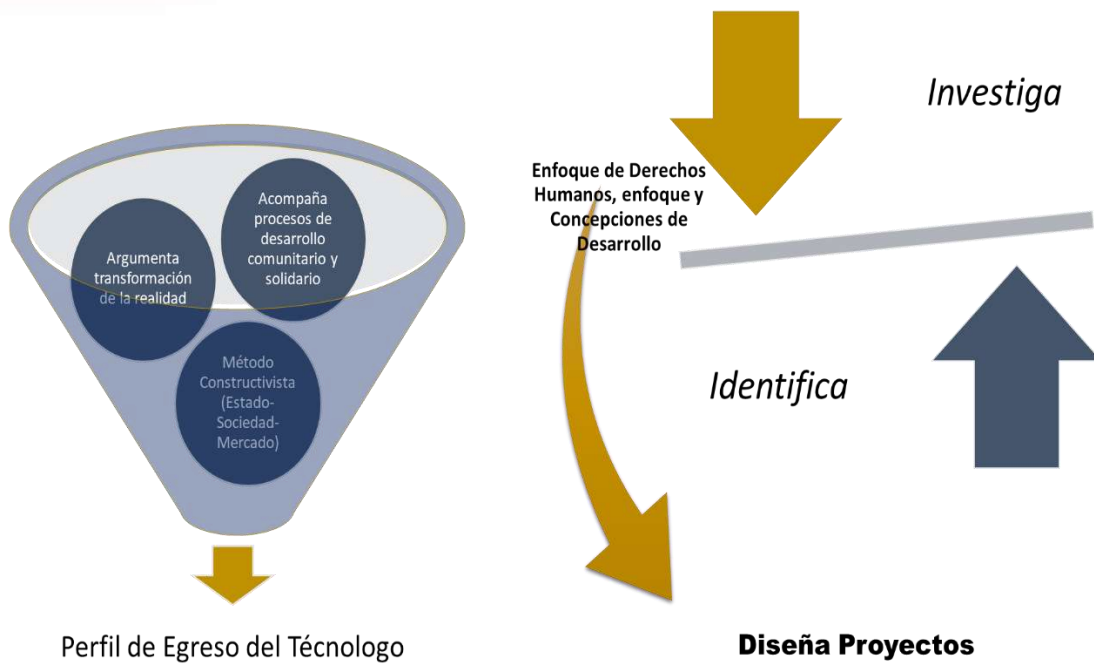 Acompaña
procesos de
desarrollo
comunitario y
solidario
Argumenta
transformación
de la realidad
Método
Constructivista
(Estado-
Sociedad-
Mercado)
Perfil de Egreso del Técnologo
Investiga
Enfoque de Derechos
Humanos, enfoque y
Concepciones de
Desarrollo
Identifica
Diseña Proyectos